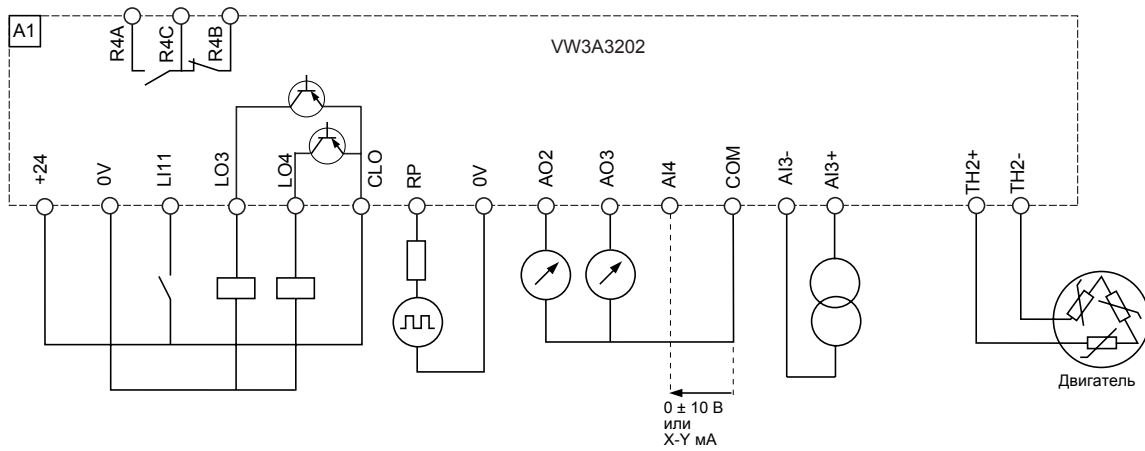 A1
R4A
R4C
R4B
VW3A3202
+24
0V
LI11
LO3
LO4
CLO
RP
0V
AO2
AO3
AI4
COM
AI3-
AI3+
TH2+
TH2-
0 ± 10 В
или
X-Y мА
Двигатель